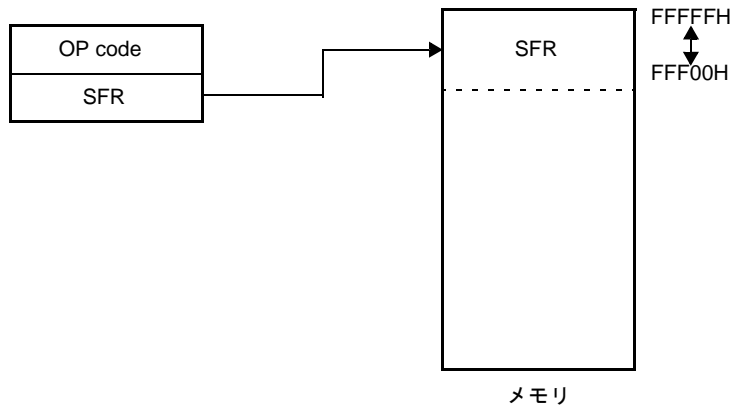 OP code
SFR
SFR
FFFFFH
FFF00H
メモリ